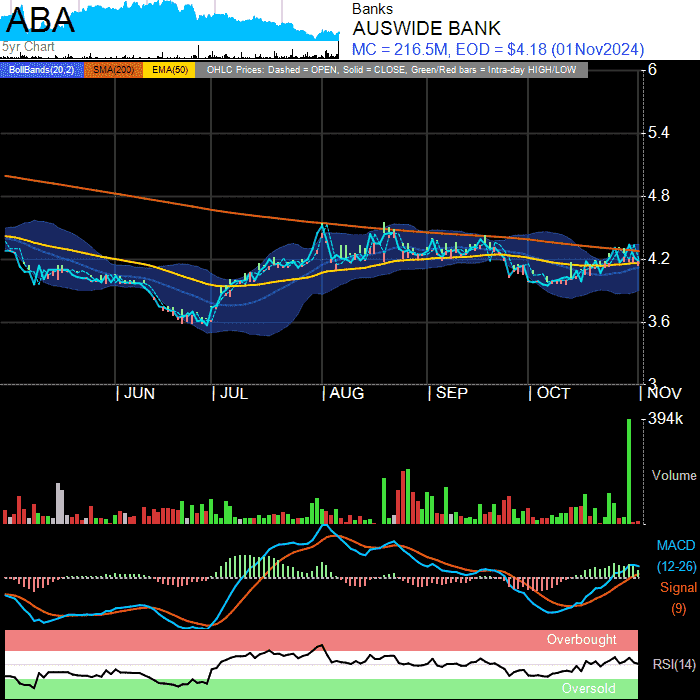 ABA
5yr Chart
Banks
AUSWIDE BANK
MC = 216.5M, EOD = $4.18 (01Nov2024)
BollBands(20,2) SMA(200) EMA(50) OHLC Prices: Dashed = OPEN, Solid = CLOSE, Green/Red bars = Intra-day HIGH/LOW
6
5.4
4.8
4.2
3.6
3
| JUN | JUL | AUG | SEP | OCT | NOV
394k
Volume
MACD
(12-26)
Signal
(9)
Overbought
RSI(14)
Oversold